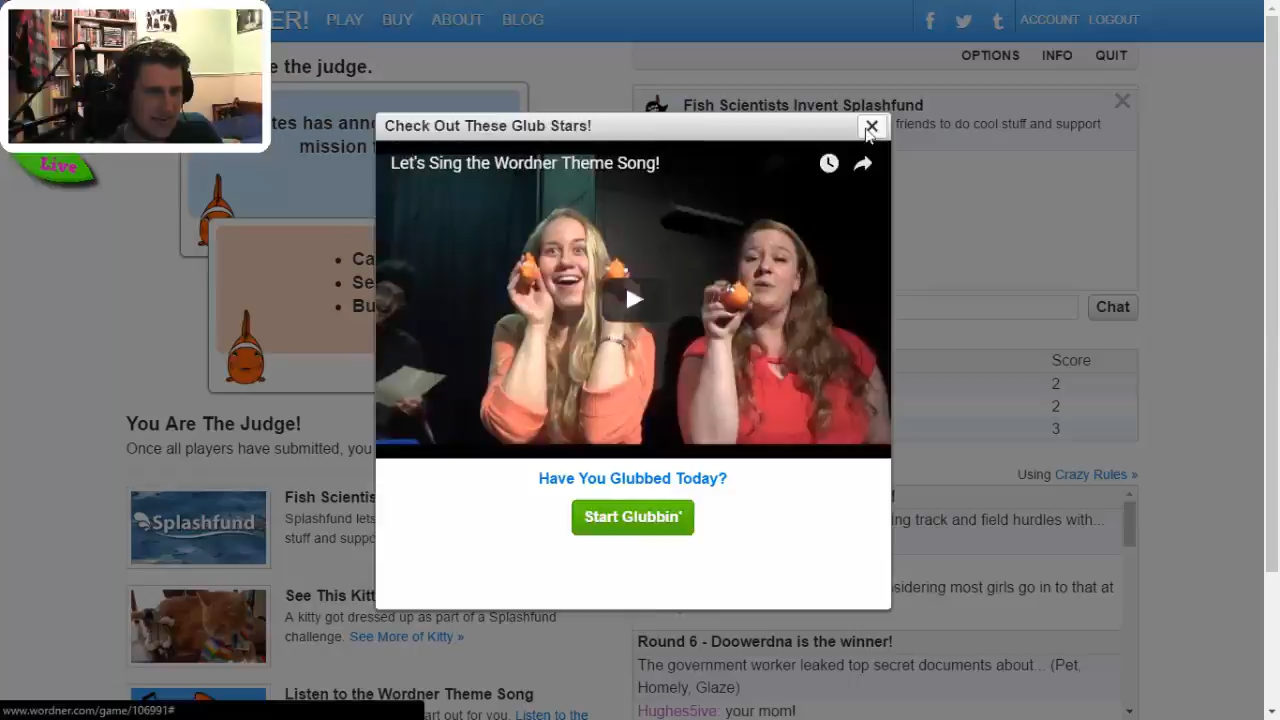 ER! PLAY BUY ABOUT BLOG ACCOUNT LOGOUT
OPTIONS INFO QUIT
e the judge.
Live
mission
Ca
Se
Bu
Fish Scientists Invent Splashfund
friends to do cool stuff and support
Chat
Check Out These Glub Stars!
Let's Sing the Wordner Theme Song!
Have You Glubbed Today?
Start Glubbin'
Score
2
2
3
Using Crazy Rules »
You Are The Judge!
Once all players have submitted, you
Splashfund
Fish Scientis
Splashfund lets
stuff and suppo
See This Kitt
A kitty got dressed up as part of a Splashfund
challenge. See More of Kitty »
Listen to the Wordner Theme Song
art out for you. Listen to the
ing track and field hurdles with...
nsidering most girls go in to that at
Round 6 - Doowerdna is the winner!
The government worker leaked top secret documents about... (Pet,
Homely, Glaze)
Hughes5ive: your mom!
www.wordner.com/game/106991#